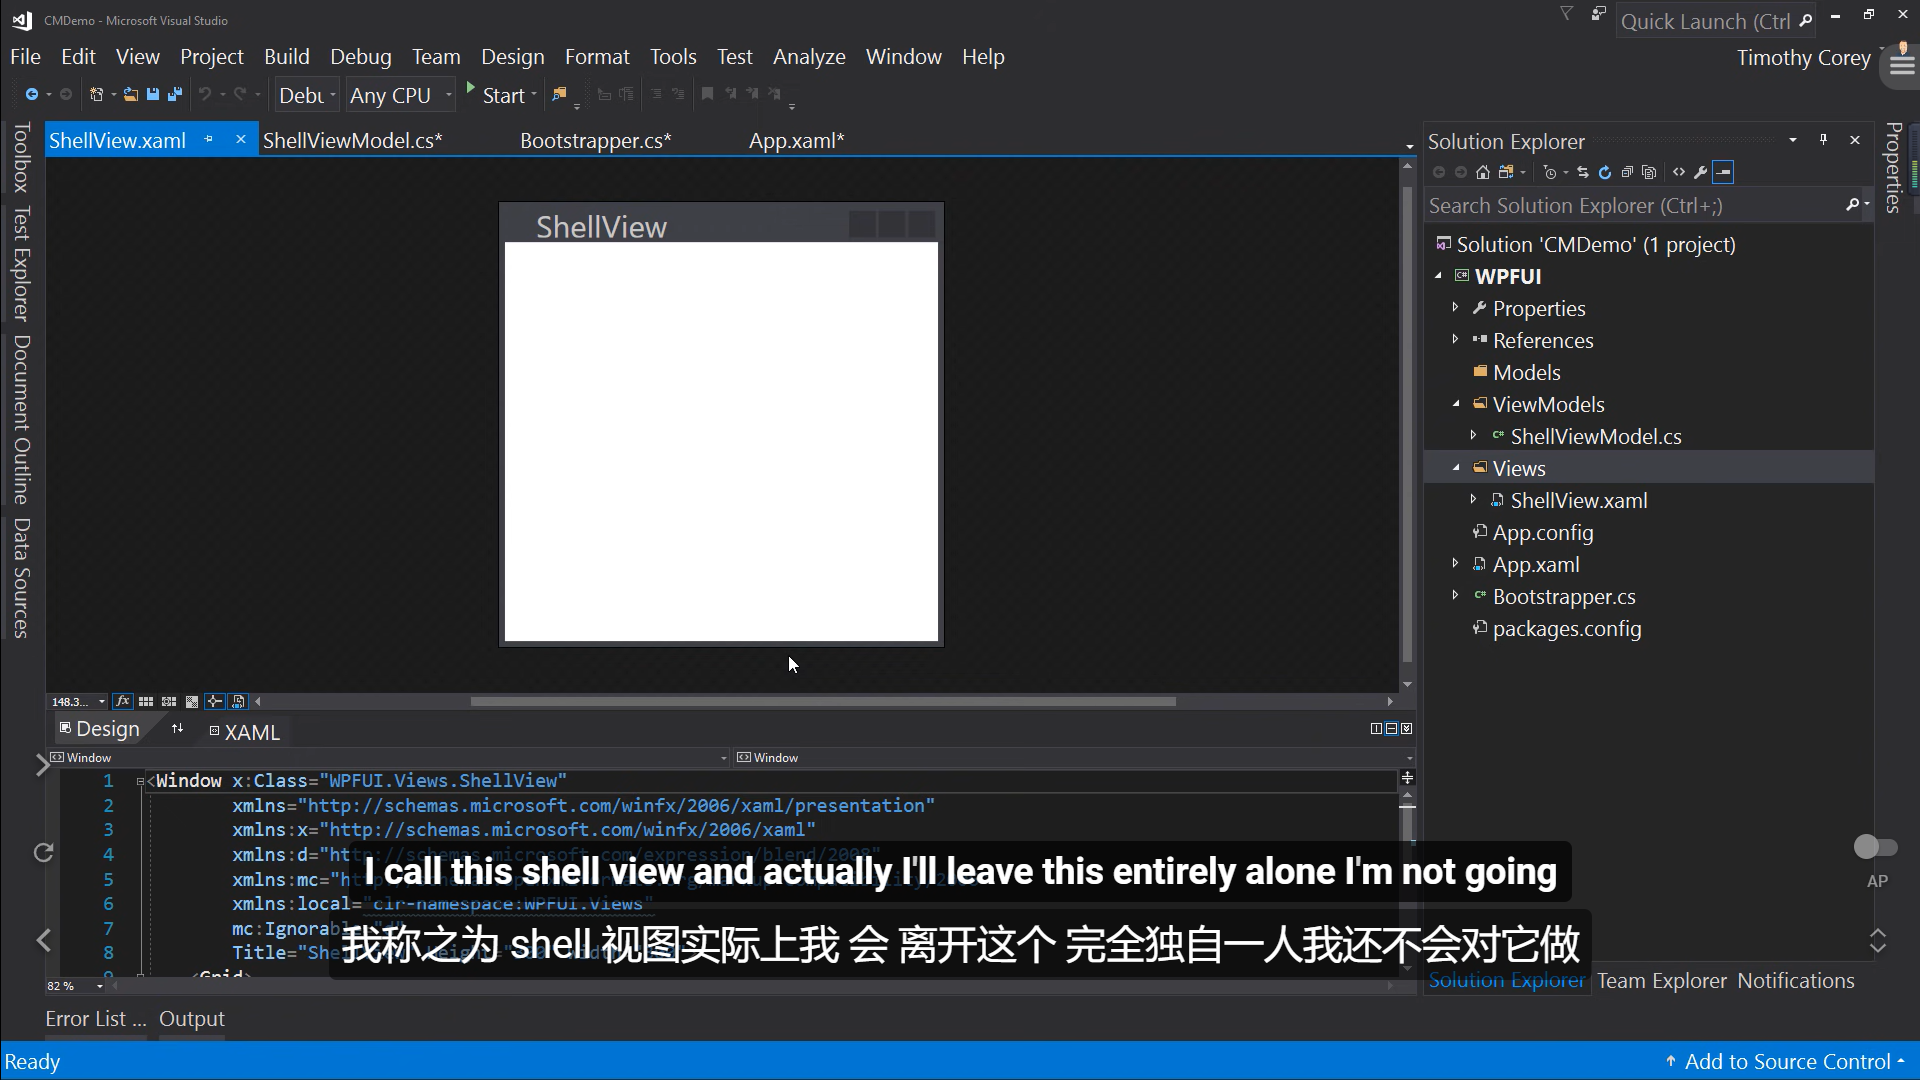 CMDemo - Microsoft Visual Studio
Quick Launch (Ctrl
File Edit View Project Build Debug Team Design Format Tools Test Analyze Window Help
Timothy Corey
Debu Any CPU Start
ShellView.xaml ShellViewModel.cs* Bootstrapper.cs* App.xaml*
Toolbox
Test Explorer
Document Outline
Data Sources
ShellView
Solution Explorer
Search Solution Explorer (Ctrl+;)
Solution 'CMDemo' (1 project)
WPFUI
Properties
References
Models
ViewModels
ShellViewModel.cs
Views
ShellView.xaml
App.config
App.xaml
Bootstrapper.cs
packages.config
Properties
148.3...
Design XAML
Window Window
1 <Window x:Class="WPFUI.Views.ShellView"
2 xmlns="http://schemas.microsoft.com/winfx/2006/xaml/presentation"
3 xmlns:x="http://schemas.microsoft.com/winfx/2006/xaml"
4 xmlns:d="http://schemas.microsoft.com/expression/blend/2008"
5 xmlns:mc="ht
6 xmlns:local="clr-namespace:WPFUI.Views"
7 mc:Ignorabl
8 Title="Shel
9 <Grid>
I call this shell view and actually I'll leave this entirely alone I'm not going
我称之为 shell 视图实际上我 会 离开这个 完全独自一人我还不会对它做
AP
82 %
Solution Explorer Team Explorer Notifications
Error List ... Output
Ready
Add to Source Control